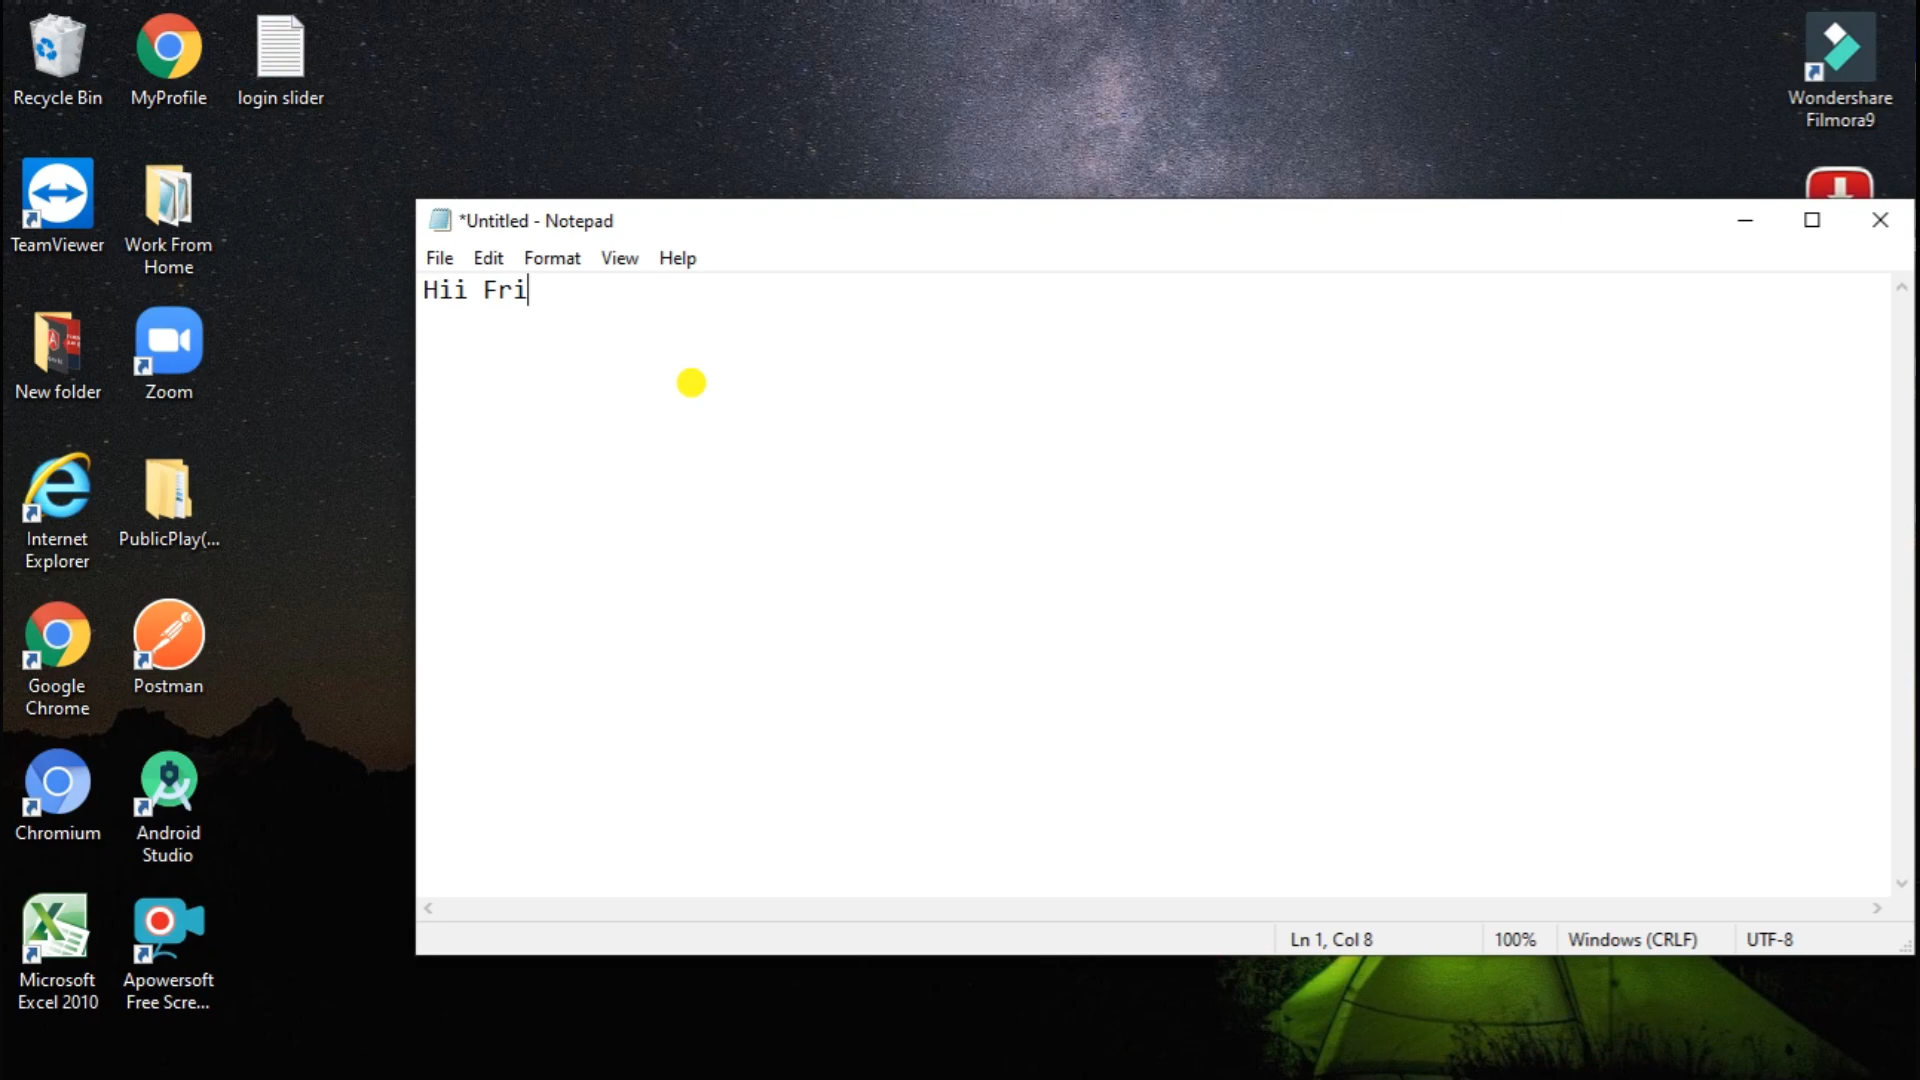 Recycle Bin
MyProfile
login slider
Wondershare
Filmora9
TeamViewer
Work From
Home
*Untitled - Notepad
File Edit Format View Help
Hii Fri
New folder
Zoom
Internet
Explorer
PublicPlay(...
Google
Chrome
Postman
Chromium
Android
Studio
Ln 1, Col 8
100%
Windows (CRLF)
UTF-8
Microsoft
Excel 2010
Apowersoft
Free Scre...